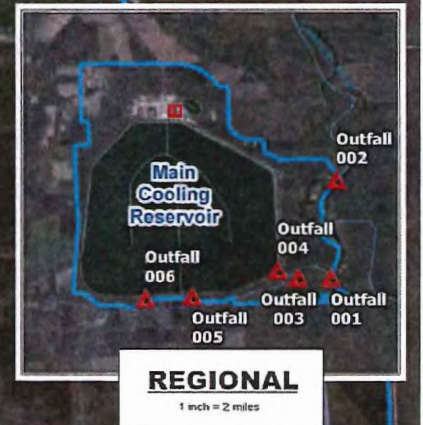 Outfall
002
Main
Cooling
Reservoir
Outfall
004
Outfall
006
Outfall
003
Outfall
001
Outfall
005
REGIONAL
1 inch = 2 miles